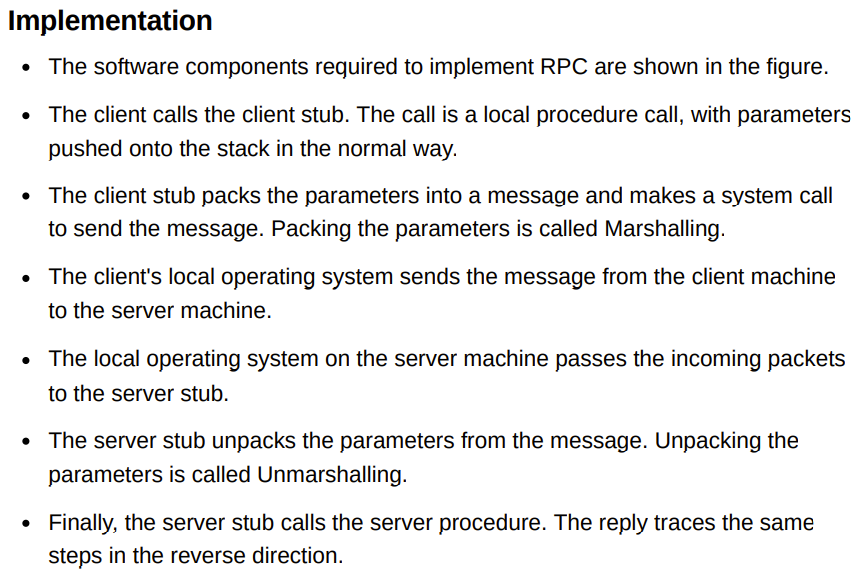 Implementation
• The software components required to implement RPC are shown in the figure.
• The client calls the client stub. The call is a local procedure call, with parameters
pushed onto the stack in the normal way.
• The client stub packs the parameters into a message and makes a system call
to send the message. Packing the parameters is called Marshalling.
• The client's local operating system sends the message from the client machine
to the server machine.
• The local operating system on the server machine passes the incoming packets
to the server stub.
• The server stub unpacks the parameters from the message. Unpacking the
parameters is called Unmarshalling.
• Finally, the server stub calls the server procedure. The reply traces the same
steps in the reverse direction.